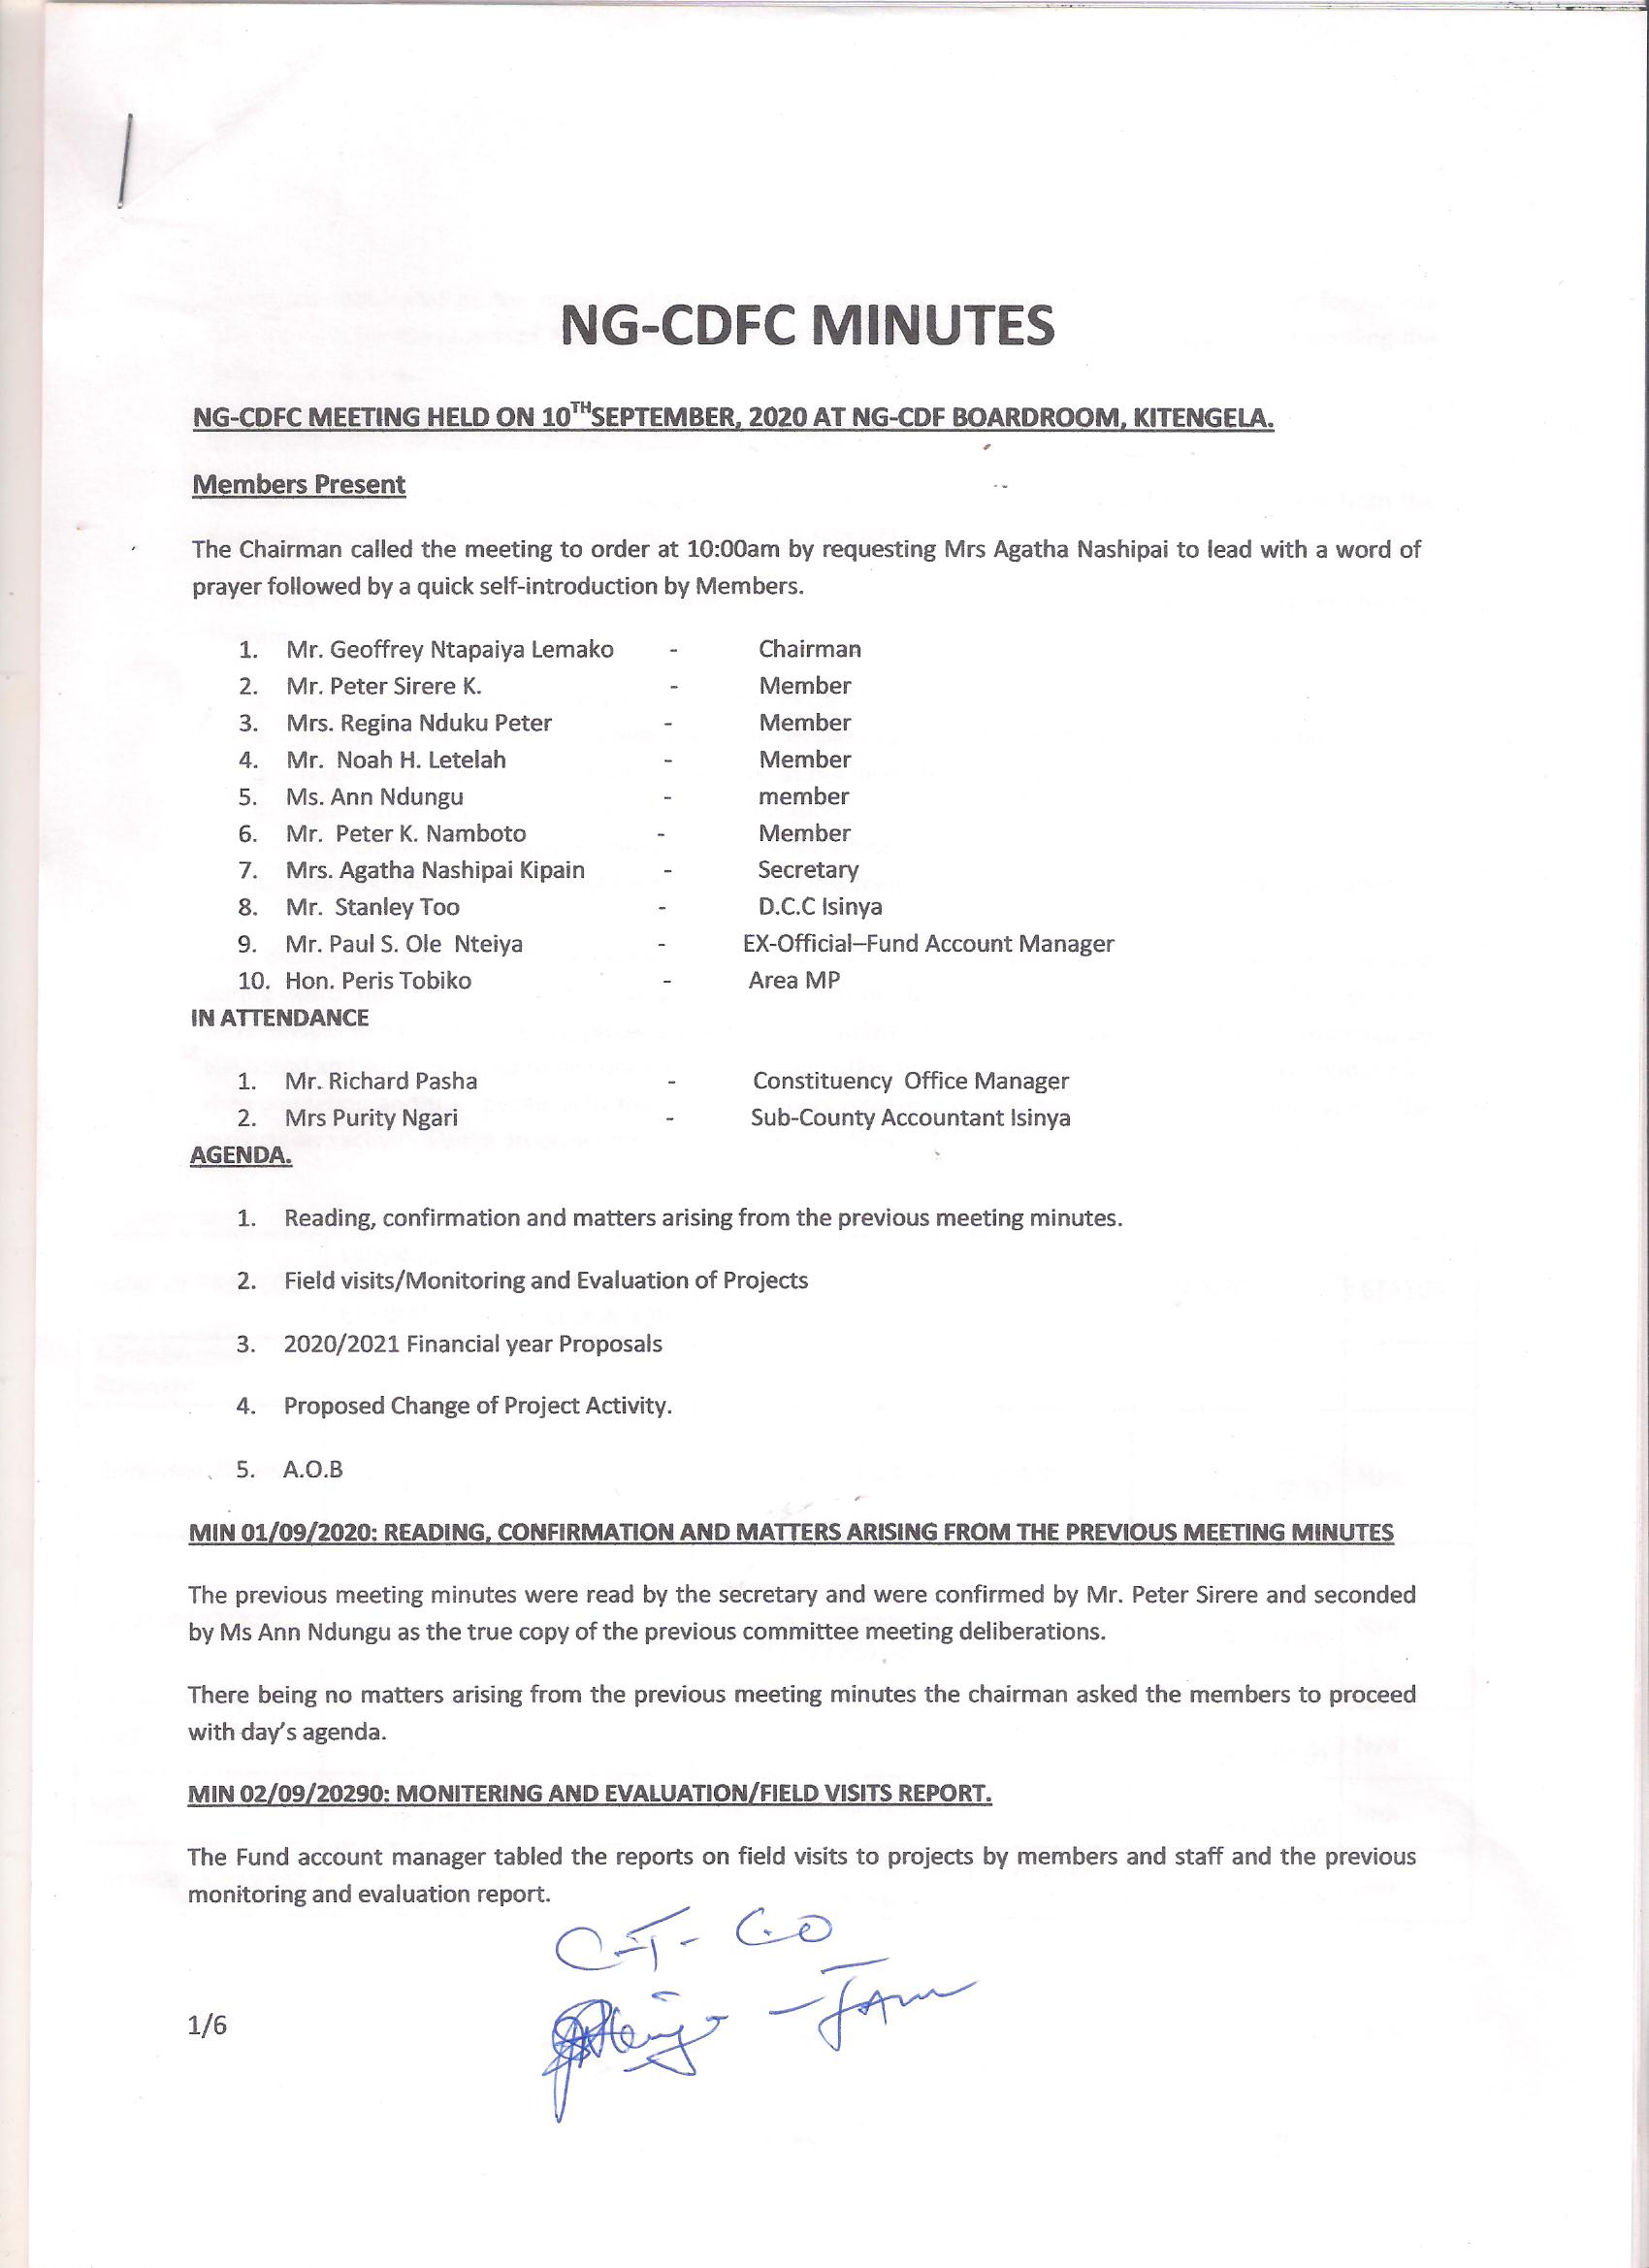 NG-CDFC MINUTES
NG-CDFC MEETING HELD ON 10THSEPTEMBER, 2020 AT NG-CDF BOARDROOM, KITENGELA.
Members Present
The Chairman called the meeting to order at 10:00am by requesting Mrs Agatha Nashipai to lead with a word of
prayer followed by a quick self-introduction by Members.
1. Mr. Geoffrey Ntapaiya Lemako - Chairman
2. Mr. Peter Sirere K. - Member
3. Mrs. Regina Nduku Peter - Member
4. Mr. Noah H. Letelah - Member
5. Ms. Ann Ndungu - member
6. Mr. Peter K. Namboto - Member
7. Mrs. Agatha Nashipai Kipain - Secretary
8. Mr. Stanley Too - D.C.C Isinya
9. Mr. Paul S. Ole Nteiya - EX-Official–Fund Account Manager
10. Hon. Peris Tobiko - Area MP
IN ATTENDANCE
1. Mr. Richard Pasha - Constituency Office Manager
2. Mrs Purity Ngari - Sub-County Accountant Isinya
AGENDA.
1. Reading, confirmation and matters arising from the previous meeting minutes.
2. Field visits/Monitoring and Evaluation of Projects
3. 2020/2021 Financial year Proposals
4. Proposed Change of Project Activity.
5. A.O.B
MIN 01/09/2020: READING, CONFIRMATION AND MATTERS ARISING FROM THE PREVIOUS MEETING MINUTES
The previous meeting minutes were read by the secretary and were confirmed by Mr. Peter Sirere and seconded
by Ms Ann Ndungu as the true copy of the previous committee meeting deliberations.
There being no matters arising from the previous meeting minutes the chairman asked the members to proceed
with day's agenda.
MIN 02/09/20290: MONITERING AND EVALUATION/FIELD VISITS REPORT.
The Fund account manager tabled the reports on field visits to projects by members and staff and the previous
monitoring and evaluation report.
1/6